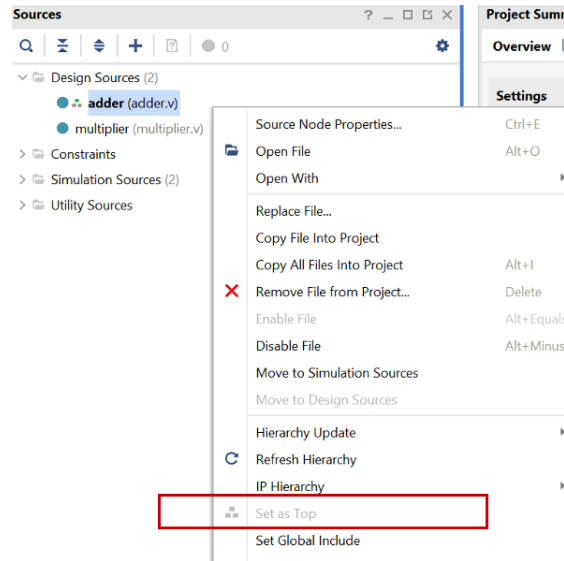 Sources ? Project Summ
0 Overview
Design Sources (2)
Settings
adder (adder.v)
multiplier (multiplier.v)
Constraints
Simulation Sources (2)
Utility Sources
Source Node Properties... Ctrl+E
Open File Alt+O
Open With
Replace File...
Copy File Into Project
Copy All Files Into Project Alt+I
Remove File from Project... Delete
Enable File Alt+Equals
Disable File Alt+Minus
Move to Simulation Sources
Move to Design Sources
Hierarchy Update
Refresh Hierarchy
IP Hierarchy
Set as Top
Set Global Include